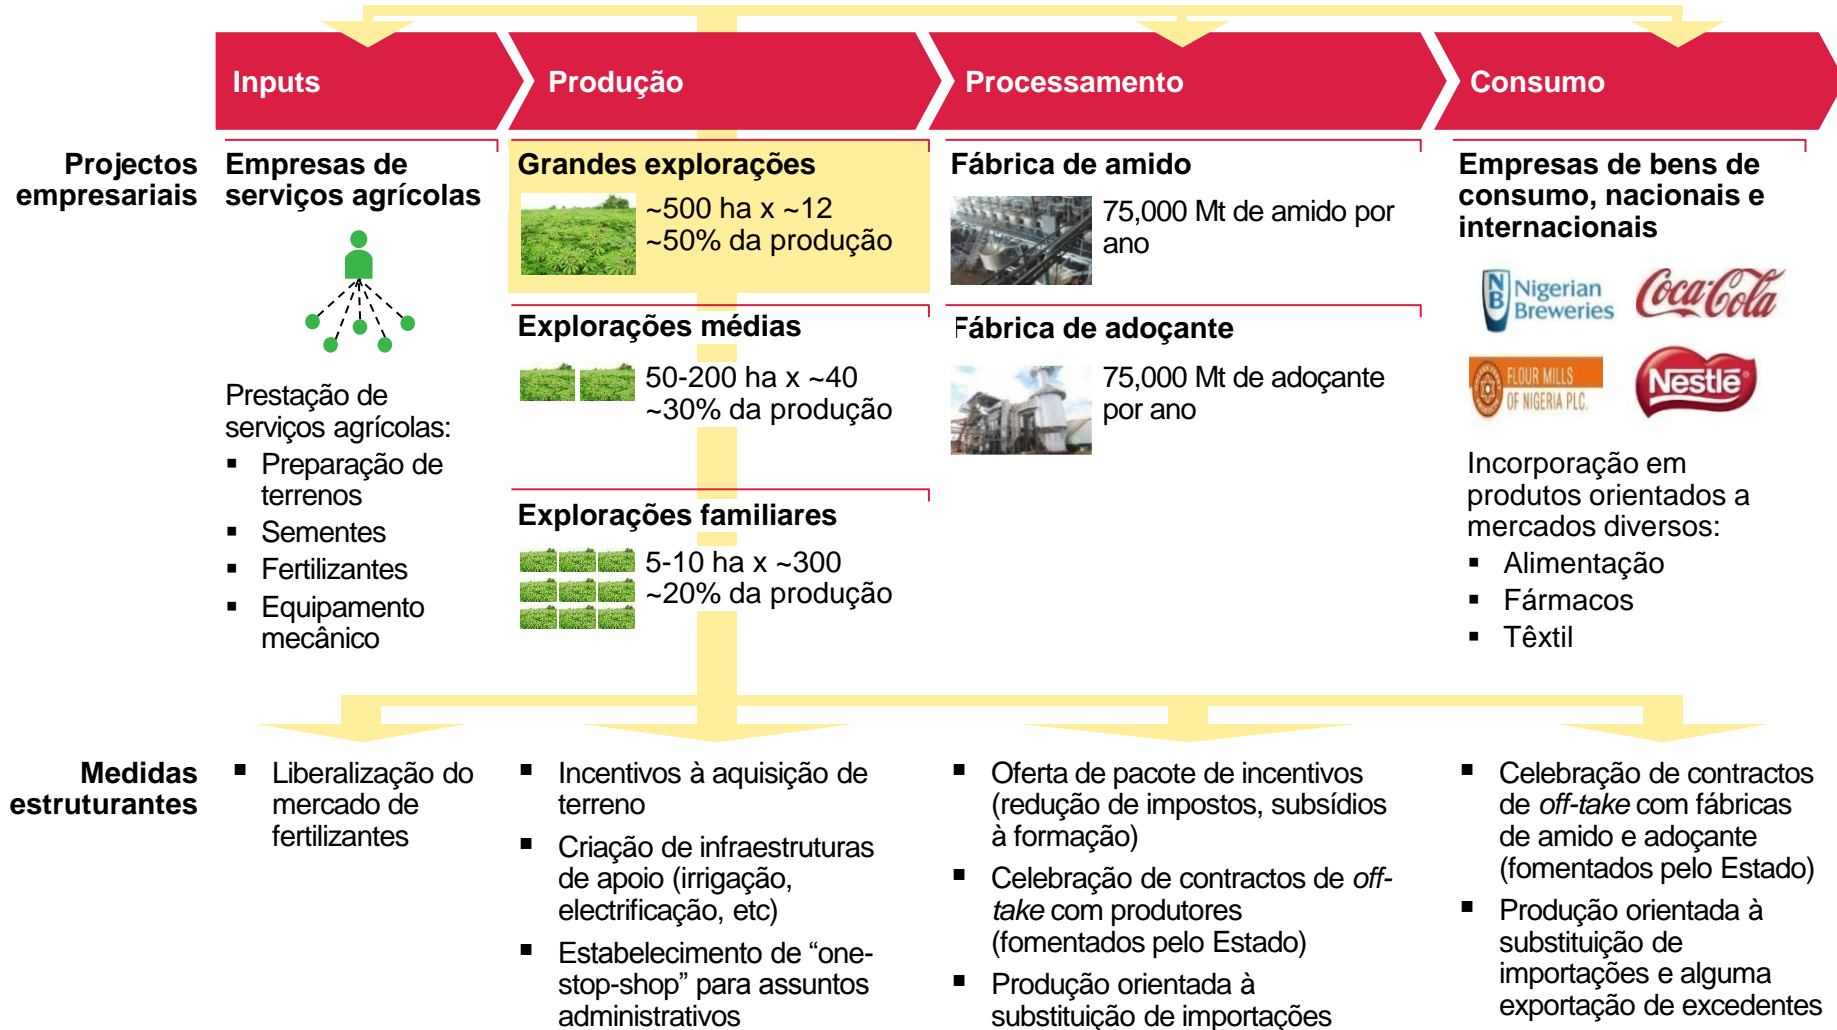 Inputs
Produção
Processamento
Consumo
Projectos
empresariais
Empresas de
serviços agrícolas
Prestação de
serviços agrícolas:
▪ Preparação de
terrenos
▪ Sementes
▪ Fertilizantes
▪ Equipamento
mecânico
Grandes explorações
~500 ha x ~12
~50% da produção
Explorações médias
50-200 ha x ~40
~30% da produção
Explorações familiares
5-10 ha x ~300
~20% da produção
Fábrica de amido
75,000 Mt de amido por
ano
Fábrica de adoçante
75,000 Mt de adoçante
por ano
Empresas de bens de
consumo, nacionais e
internacionais
NB Nigerian
Breweries
Coca-Cola
FLOUR MILLS
OF NIGERIA PLC.
Nestlé
Incorporação em
produtos orientados a
mercados diversos:
▪ Alimentação
▪ Fármacos
▪ Têxtil
Medidas
estruturantes
▪ Liberalização do
mercado de
fertilizantes
▪ Incentivos à aquisição de
terreno
▪ Criação de infraestruturas
de apoio (irrigação,
electrificação, etc)
▪ Estabelecimento de “one-
stop-shop” para assuntos
administrativos
▪ Oferta de pacote de incentivos
(redução de impostos, subsídios
à formação)
▪ Celebração de contractos de off-
take com produtores
(fomentados pelo Estado)
▪ Produção orientada à
substituição de importações
▪ Celebração de contractos
de off-take com fábricas
de amido e adoçante
(fomentados pelo Estado)
▪ Produção orientada à
substituição de
importações e alguma
exportação de excedentes